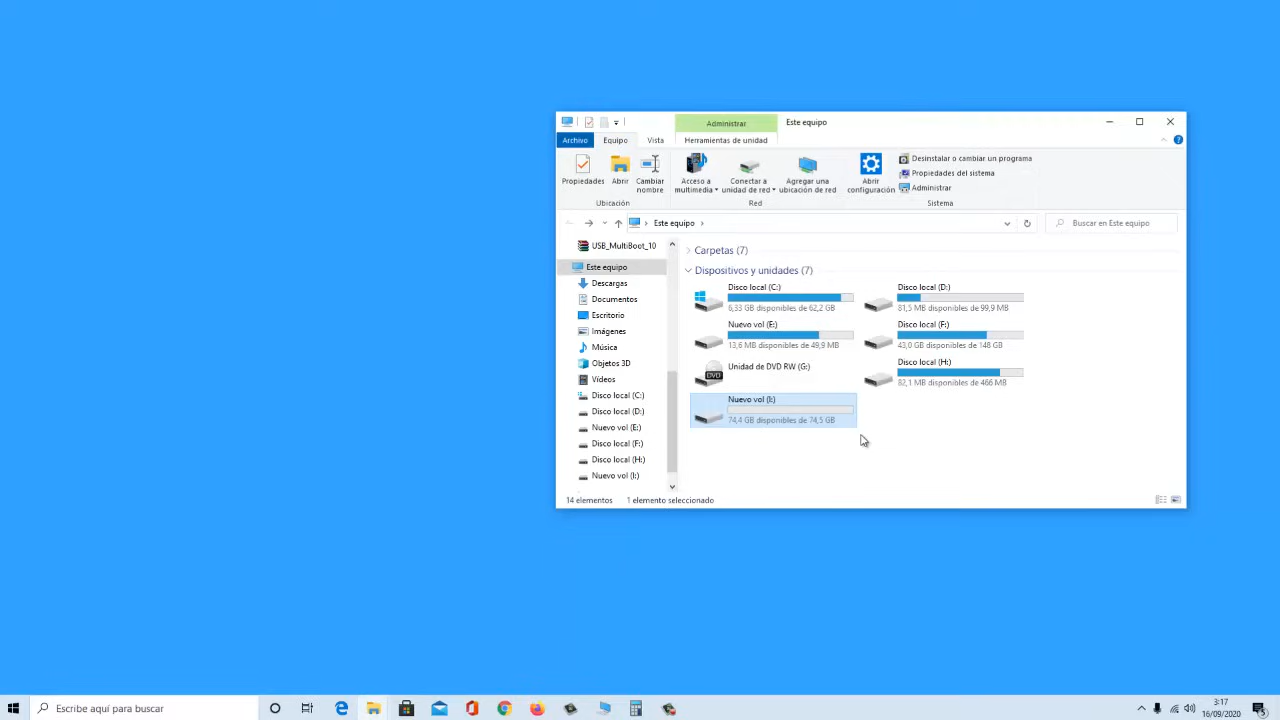 Administrar
Este equipo
Archivo
Equipo
Vista
Herramientas de unidad
Propiedades
Abrir
Cambiar
nombre
Ubicación
Acceso a
multimedia
Conectar a
unidad de red
Agregar una
ubicación de red
Red
Abrir
configuración
Desinstalar o cambiar un programa
Propiedades del sistema
Administrar
Sistema
Este equipo
Buscar en Este equipo
USB_MultiBoot_10
Este equipo
Descargas
Documentos
Escritorio
Imágenes
Música
Objetos 3D
Vídeos
Disco local (C:)
Disco local (D:)
Nuevo vol (E:)
Disco local (F:)
Disco local (H:)
Nuevo vol (I:)
Carpetas (7)
Dispositivos y unidades (7)
Disco local (C:)
6,33 GB disponibles de 62,2 GB
Disco local (D:)
81,5 MB disponibles de 99,9 MB
Nuevo vol (E:)
13,6 MB disponibles de 49,9 MB
Disco local (F:)
43,0 GB disponibles de 148 GB
Unidad de DVD RW (G:)
DVD
Disco local (H:)
82,1 MB disponibles de 466 MB
Nuevo vol (I:)
74,4 GB disponibles de 74,5 GB
14 elementos
1 elemento seleccionado
Escribe aquí para buscar
3:17
16/09/2020
5